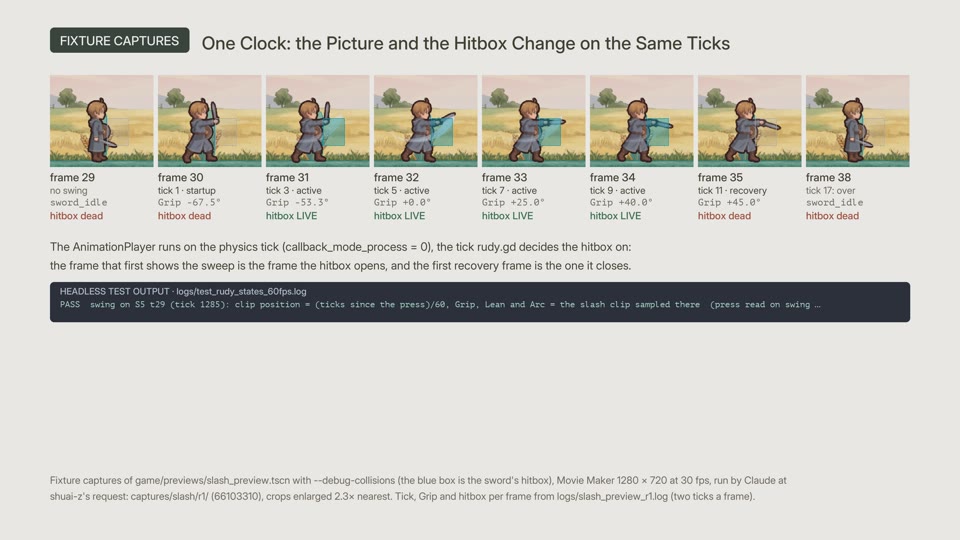 FIXTURE CAPTURES
One Clock: the Picture and the Hitbox Change on the Same Ticks
frame 29
no swing
sword_idle
hitbox dead
frame 30
tick 1 · startup
Grip -67.5°
hitbox dead
frame 31
tick 3 · active
Grip -53.3°
hitbox LIVE
frame 32
tick 5 · active
Grip +0.0°
hitbox LIVE
frame 33
tick 7 · active
Grip +25.0°
hitbox LIVE
frame 34
tick 9 · active
Grip +40.0°
hitbox LIVE
frame 35
tick 11 · recovery
Grip +45.0°
hitbox dead
frame 38
tick 17: over
sword_idle
hitbox dead
The AnimationPlayer runs on the physics tick (callback_mode_process = 0), the tick rudy.gd decides the hitbox on:
the frame that first shows the sweep is the frame the hitbox opens, and the first recovery frame is the one it closes.
HEADLESS TEST OUTPUT · logs/test_rudy_states_60fps.log
PASS  swing on S5 t29 (tick 1285): clip position = (ticks since the press)/60, Grip, Lean and Arc = the slash clip sampled there  (press read on swing …
Fixture captures of game/previews/slash_preview.tscn with --debug-collisions (the blue box is the sword's hitbox), Movie Maker 1280 × 720 at 30 fps, run by Claude at
shuai-z's request: captures/slash/r1/ (66103310), crops enlarged 2.3× nearest. Tick, Grip and hitbox per frame from logs/slash_preview_r1.log (two ticks a frame).